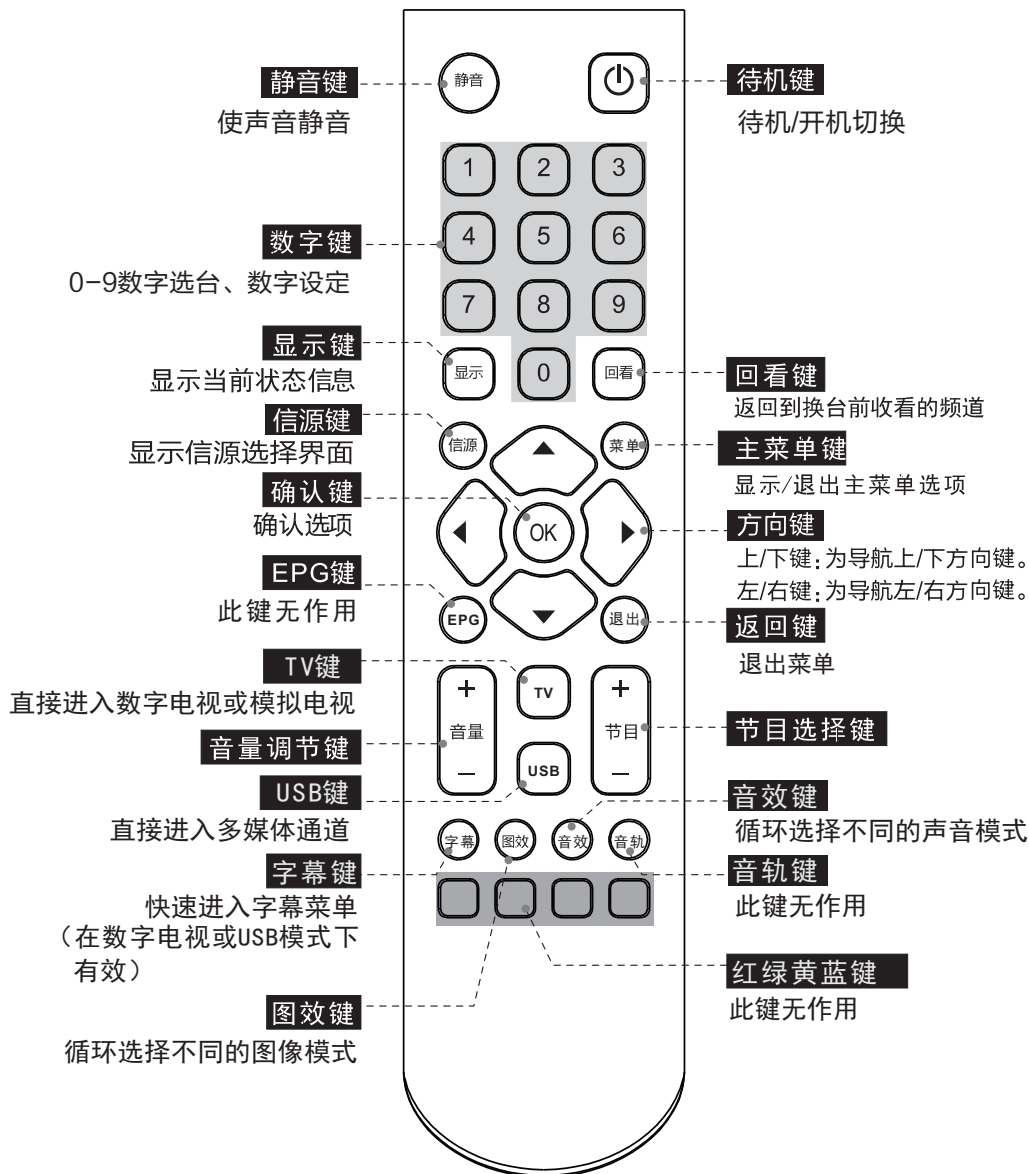 静音键
使声音静音
数字键
0-9数字选台、数字设定
显示键
显示当前状态信息
信源键
显示信源选择界面
确认键
确认选项
EPG键
此键无作用
TV键
直接进入数字电视或模拟电视
音量调节键
USB键
直接进入多媒体通道
字幕键
快速进入字幕菜单
(在数字电视或USB模式下
有效)
图效键
循环选择不同的图像模式
静音
1 2 3
4 5 6
7 8 9
显示 0 回看
信源 菜单
OK
EPG 退出
+ TV +
音量 节目
- USB -
字幕 图效 音效 音轨
待机键
待机/开机切换
回看键
返回到换台前收看的频道
主菜单键
显示/退出主菜单选项
方向键
上/下键:为导航上/下方向键。
左/右键:为导航左/右方向键。
返回键
退出菜单
节目选择键
音效键
循环选择不同的声音模式
音轨键
此键无作用
红绿黄蓝键
此键无作用